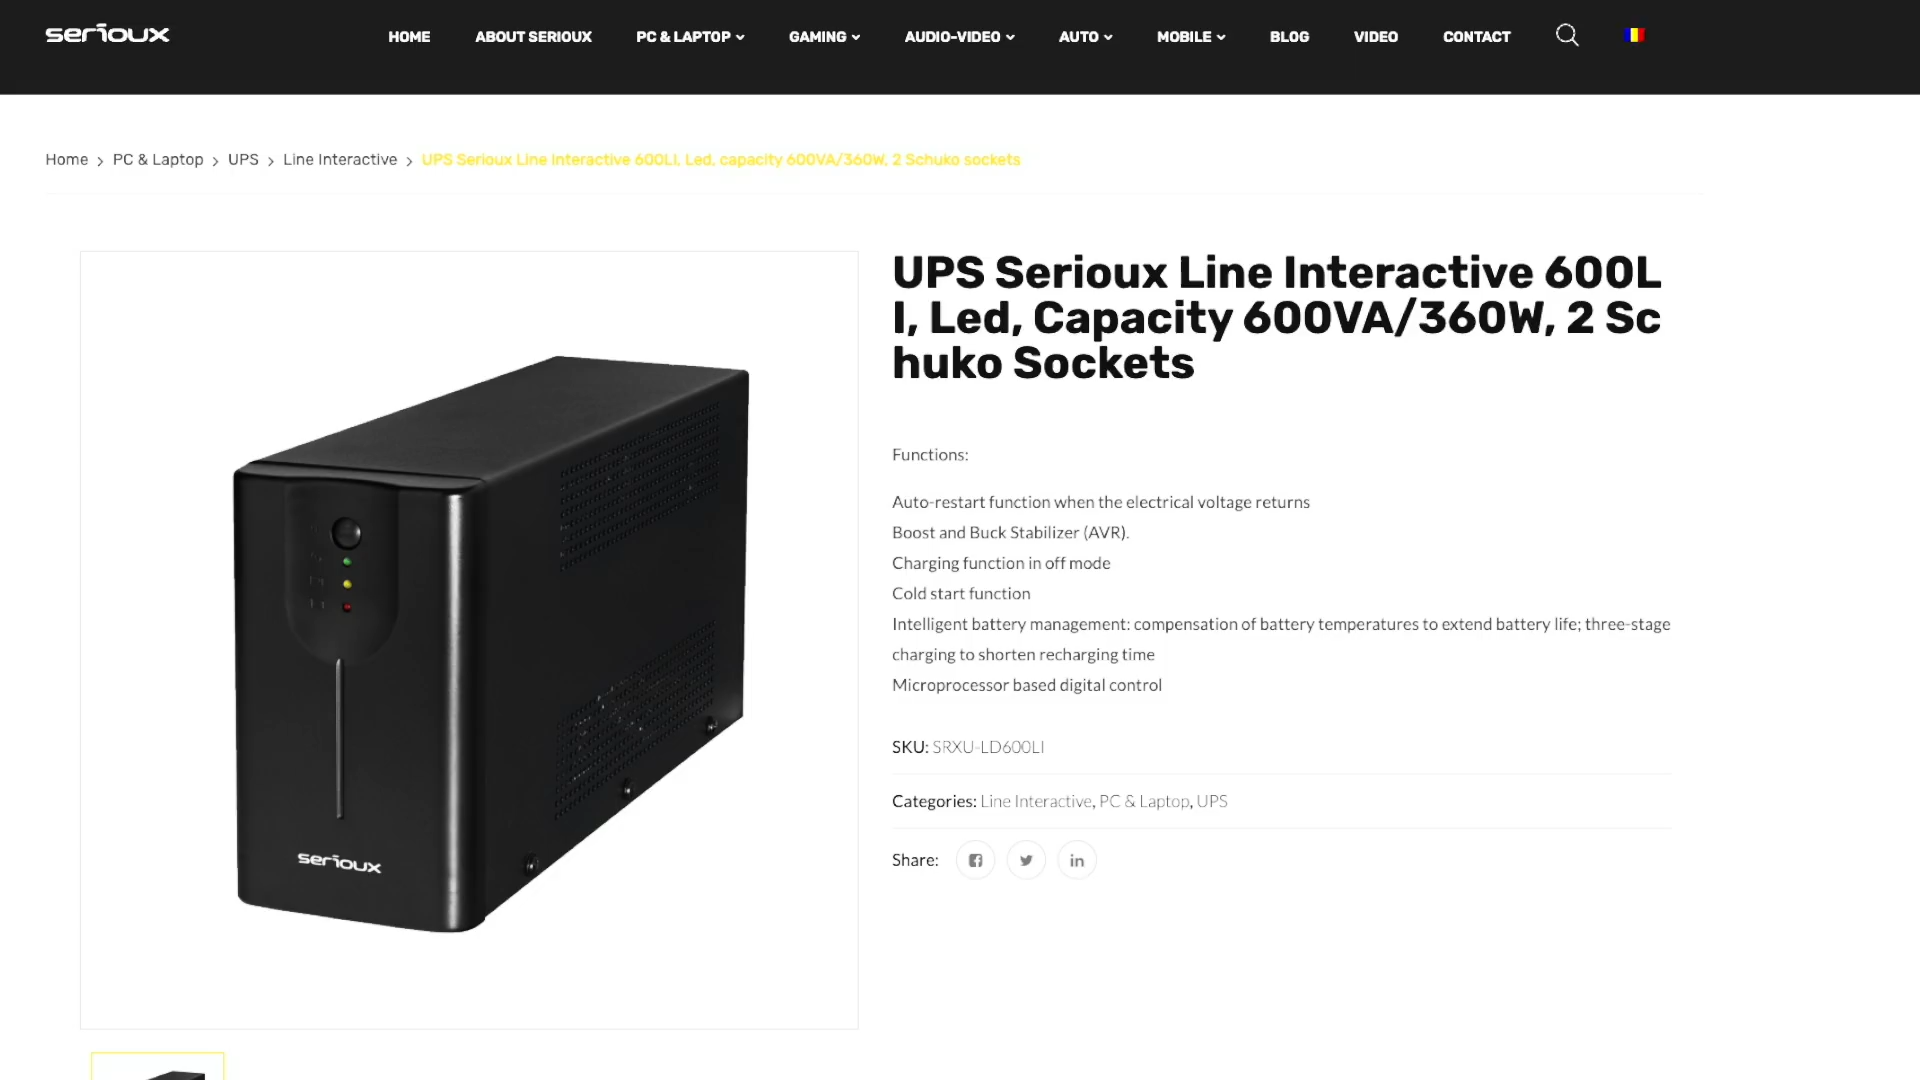 serioux
HOME ABOUT SERIOUX PC & LAPTOP GAMING AUDIO-VIDEO AUTO MOBILE BLOG VIDEO CONTACT
Home > PC & Laptop > UPS > Line Interactive > UPS Serioux Line Interactive 600LI, Led, capacity 600VA/360W, 2 Schuko sockets
UPS Serioux Line Interactive 600L
I, Led, Capacity 600VA/360W, 2 Sc
huko Sockets
Functions:
Auto-restart function when the electrical voltage returns
Boost and Buck Stabilizer (AVR).
Charging function in off mode
Cold start function
Intelligent battery management: compensation of battery temperatures to extend battery life; three-stage
charging to shorten recharging time
Microprocessor based digital control
SKU: SRXU-LD600LI
Categories: Line Interactive, PC & Laptop, UPS
Share:
serioux